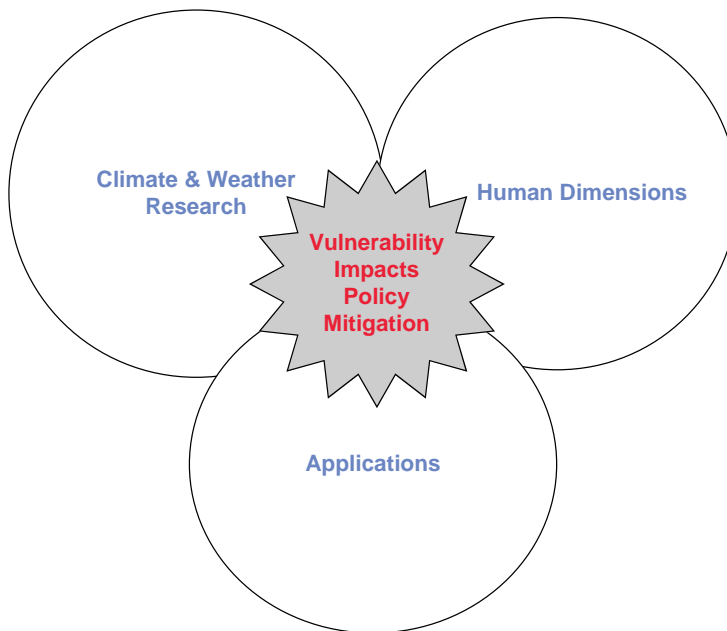 Climate & Weather
Research
Human Dimensions
Vulnerability
Impacts
Policy
Mitigation
Applications